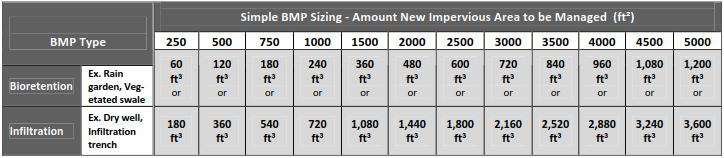 Simple BMP Sizing - Amount New Impervious Area to be Managed (ft²)
BMP Type
250 500 750 1000 1500 2000 2500 3000 3500 4000 4500 5000
Bioretention
Ex. Rain
garden, Veg-
etated swale
60 120 180 240 360 480 600 720 840 960 1,080 1,200
ft³ ft³ ft³ ft³ ft³ ft³ ft³ ft³ ft³ ft³ ft³ ft³
or or or or or or or or or or or or
Infiltration
Ex. Dry well,
Infiltration
trench
180 360 540 720 1,080 1,440 1,800 2,160 2,520 2,880 3,240 3,600
ft³ ft³ ft³ ft³ ft³ ft³ ft³ ft³ ft³ ft³ ft³ ft³